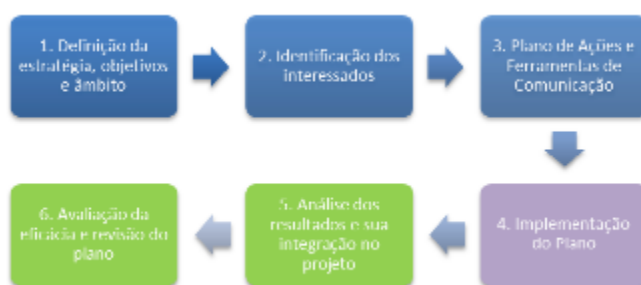 1. Definição da
estratégia, objetivos
e âmbito
2. Identificação dos
interessados
3. Plano de Ações e
Ferramentas de
Comunicação
4. Implementação
do Plano
5. Análise dos
resultados e sua
integração no
projeto
6. Avaliação da
eficácia e revisão do
plano